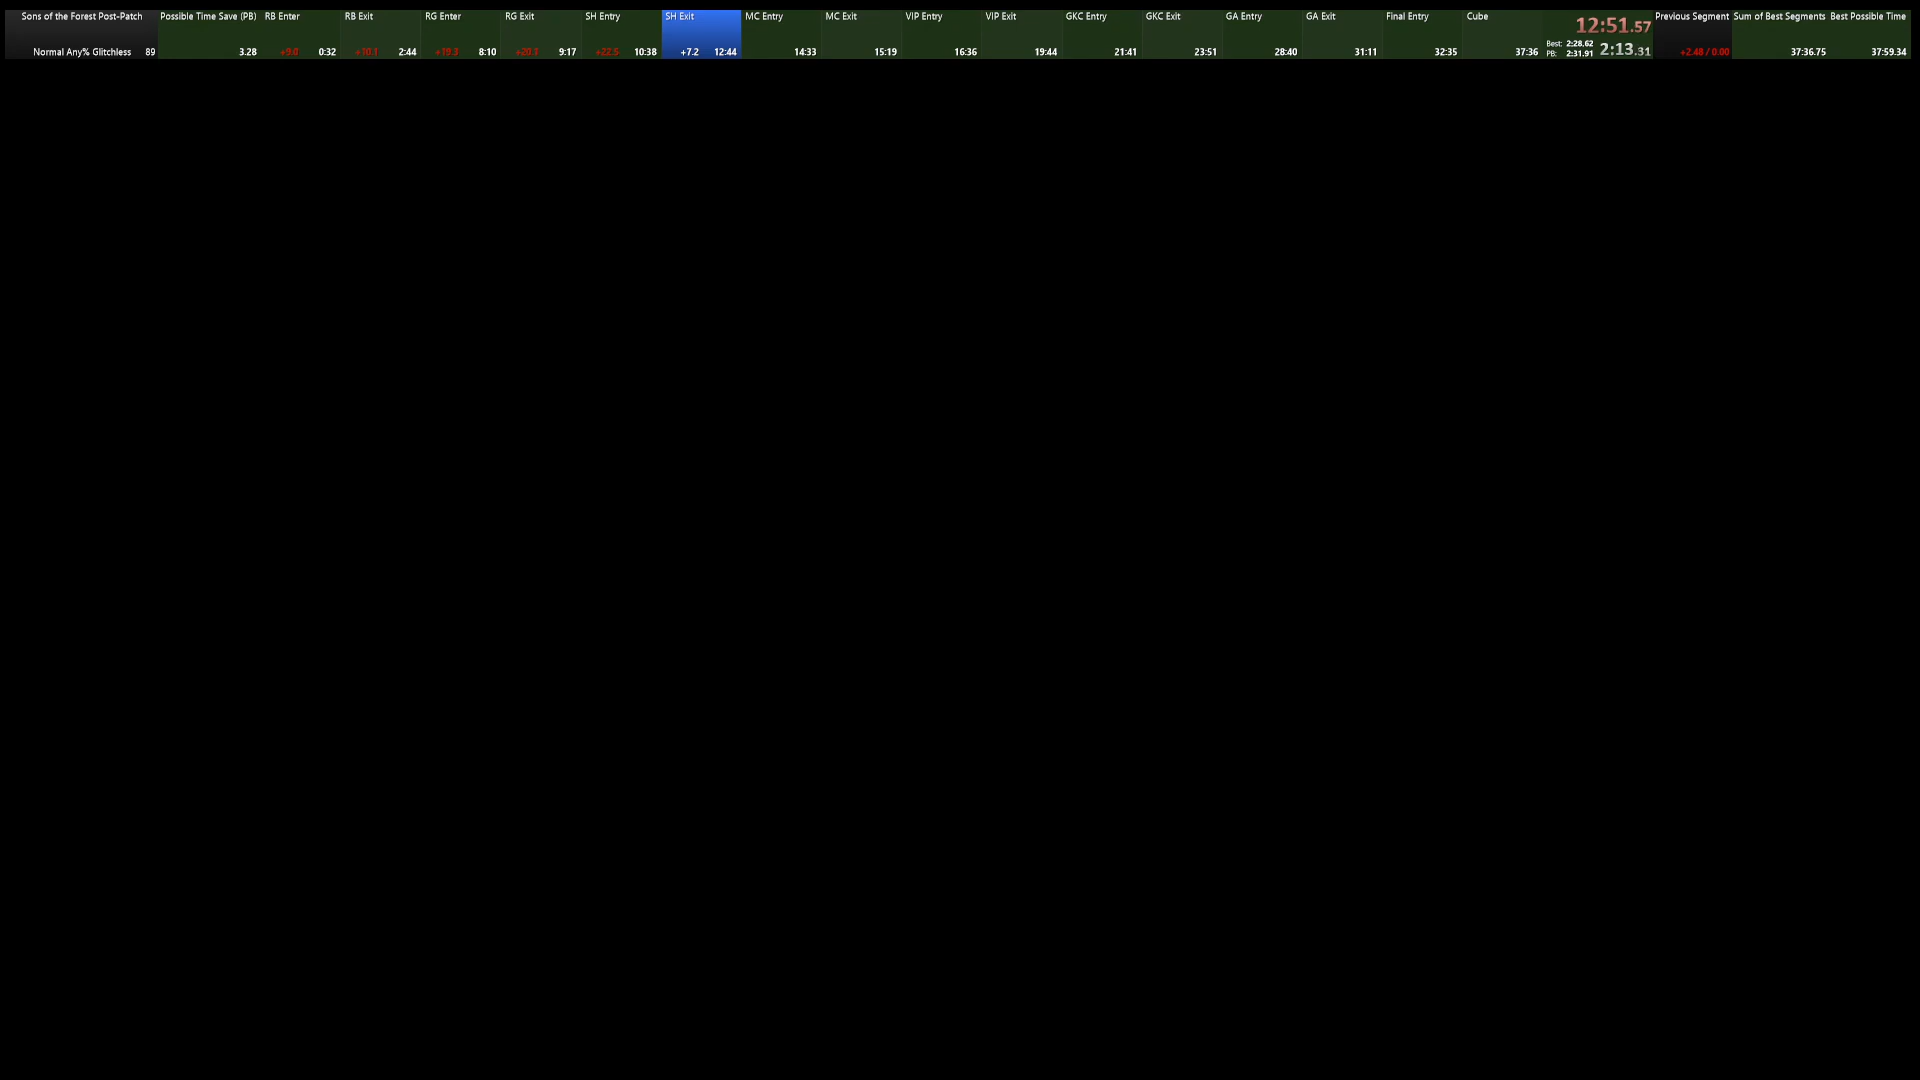 Sons of the Forest Post-Patch
Normal Any% Glitchless 89
Possible Time Save (PB)
3.28
RB Enter
+9.0 0:32
RB Exit
+10.1 2:44
RG Enter
+19.3 8:10
RG Exit
+20.3 9:17
SH Entry
+22.5 10:38
SH Exit
+7.2 12:44
MC Entry
14:33
MC Exit
15:19
VIP Entry
16:36
VIP Exit
19:44
GKC Entry
21:41
GKC Exit
23:51
GA Entry
28:40
GA Exit
31:11
Final Entry
32:35
Cube
37:36
12:51.57
Best: 2:28.62
PB: 2:31.91
2:13.31
Previous Segment
+2.48 / 0.00
Sum of Best Segments
37:36.75
Best Possible Time
37:59.34